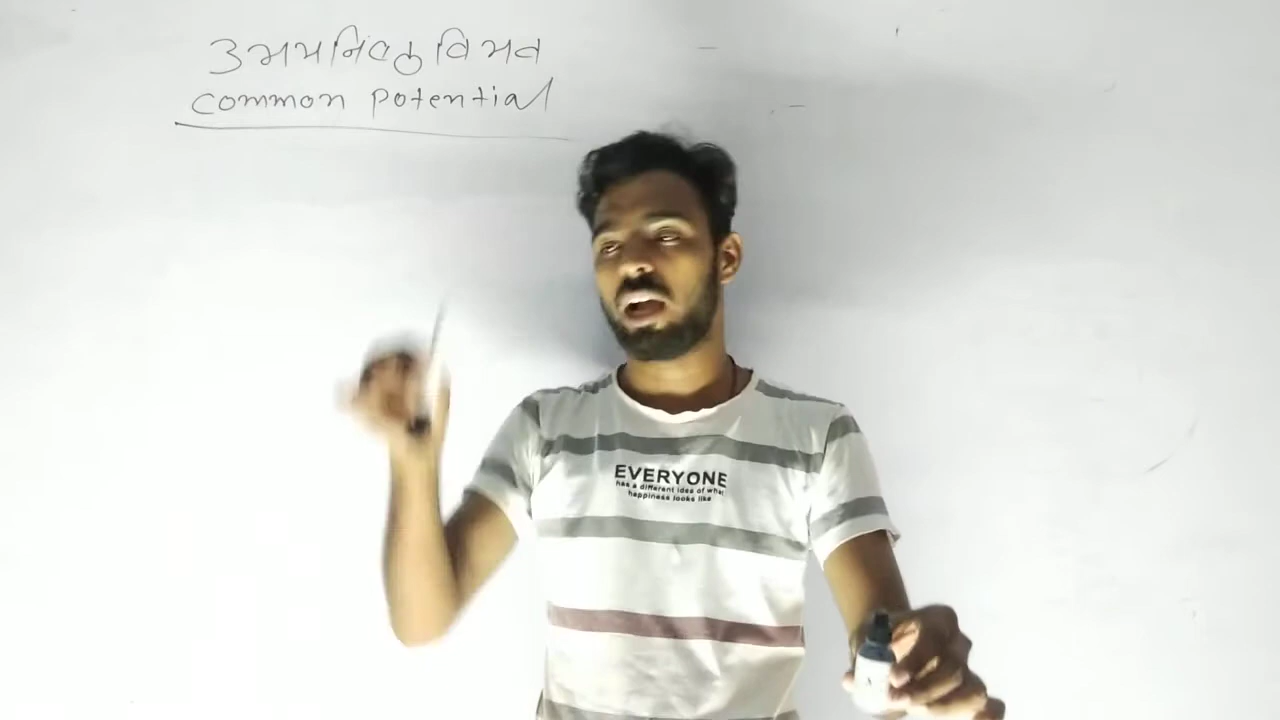 उभयनिष्ठ विभव
common potential
EVERYONE
has a different idea of what
happiness looks like